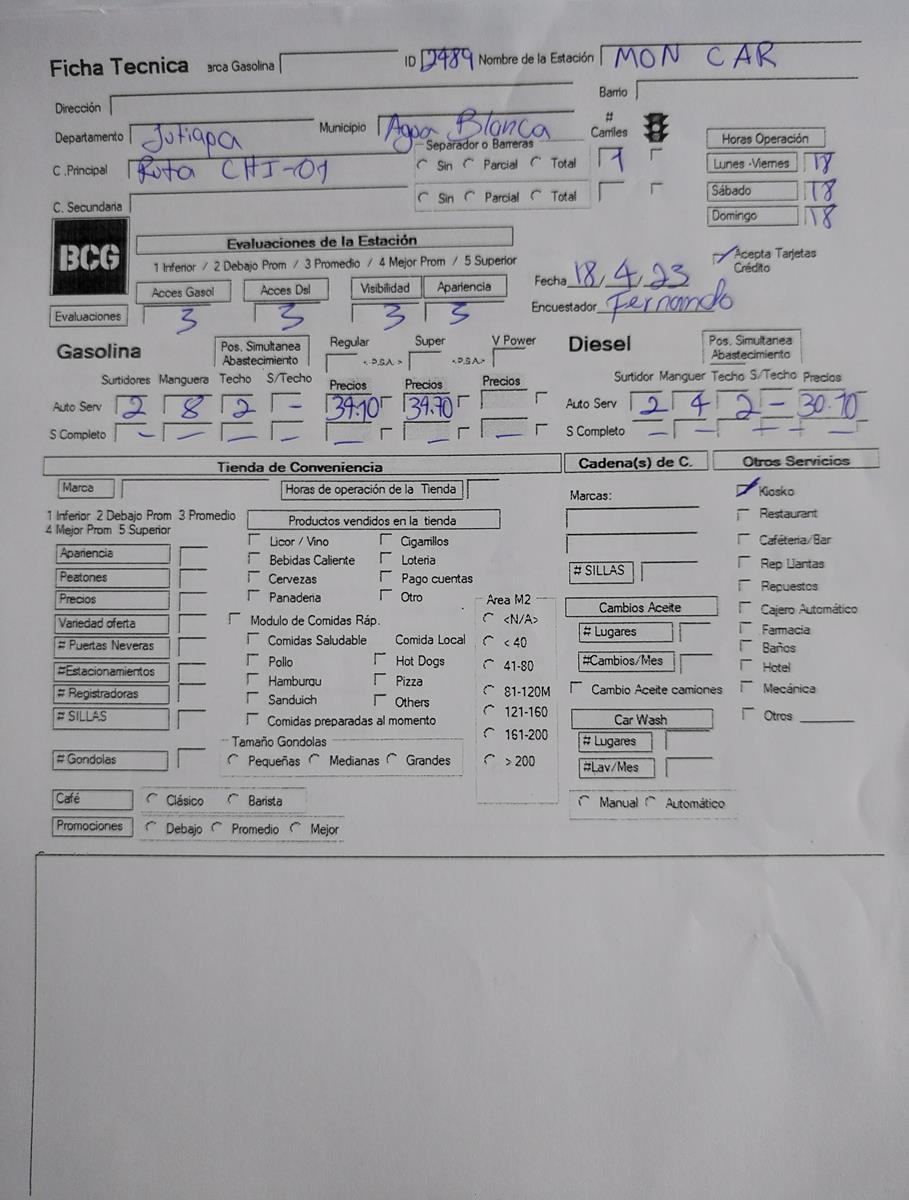 Ficha Tecnica arca Gasolina ID 2489 Nombre de la Estación MON CAR
Dirección Barrio
Departamento Jutiapa Municipio Agua Blanca # Carriles 1
C .Principal Ruta CHI-01 Separador o Barreras Sin Parcial Total
C. Secundaria Sin Parcial Total
Horas Operación
Lunes -Viernes 18
Sábado 18
Domingo 18
BCG
Evaluaciones de la Estación
1 Inferior / 2 Debajo Prom / 3 Promedio / 4 Mejor Prom / 5 Superior
Acepta Tarjetas Crédito
Fecha 18/4/23
Encuestador Fernando
Acces Gasol Acces Dsl Visibilidad Apariencia
Evaluaciones 3 3 3 3
Gasolina Pos. Simultanea Abastecimiento Regular <.D.S.A.> Super <.D.S.A.> V Power
Surtidores Manguera Techo S/Techo Precios Precios Precios
Auto Serv 2 8 2 - 39.70
S Completo - - - - - - -
Diesel Pos. Simultanea Abastecimiento
Surtidor Manguer Techo S/Techo Precios
Auto Serv 2 4 2 - 30.70
S Completo - - + + -
Tienda de Conveniencia
Marca Horas de operación de la Tienda
1 Inferior 2 Debajo Prom 3 Promedio
4 Mejor Prom 5 Superior
Apariencia
Peatones
Precios
Variedad oferta
# Puertas Neveras
#Estacionamientos
# Registradoras
# SILLAS
# Gondolas
Productos vendidos en la tienda
Licor / Vino Cigarrillos
Bebidas Caliente Loteria
Cervezas Pago cuentas
Panaderia Otro
Modulo de Comidas Ráp.
Comidas Saludable Comida Local
Pollo Hot Dogs
Hamburgu Pizza
Sanduich Others
Comidas preparadas al momento
Tamaño Gondolas
Pequeñas Medianas Grandes
Area M2
<N/A>
< 40
41-80
81-120M
121-160
161-200
> 200
Café Clásico Barista
Promociones Debajo Promedio Mejor
Cadena(s) de C.
Marcas:
# SILLAS
Cambios Aceite
# Lugares
#Cambios/Mes
Cambio Aceite camiones
Car Wash
# Lugares
#Lav/Mes
Manual Automático
Otros Servicios
Kiosko
Restaurant
Caféteria/Bar
Rep Llantas
Repuestos
Cajero Automático
Farmacia
Baños
Hotel
Mecánica
Otros